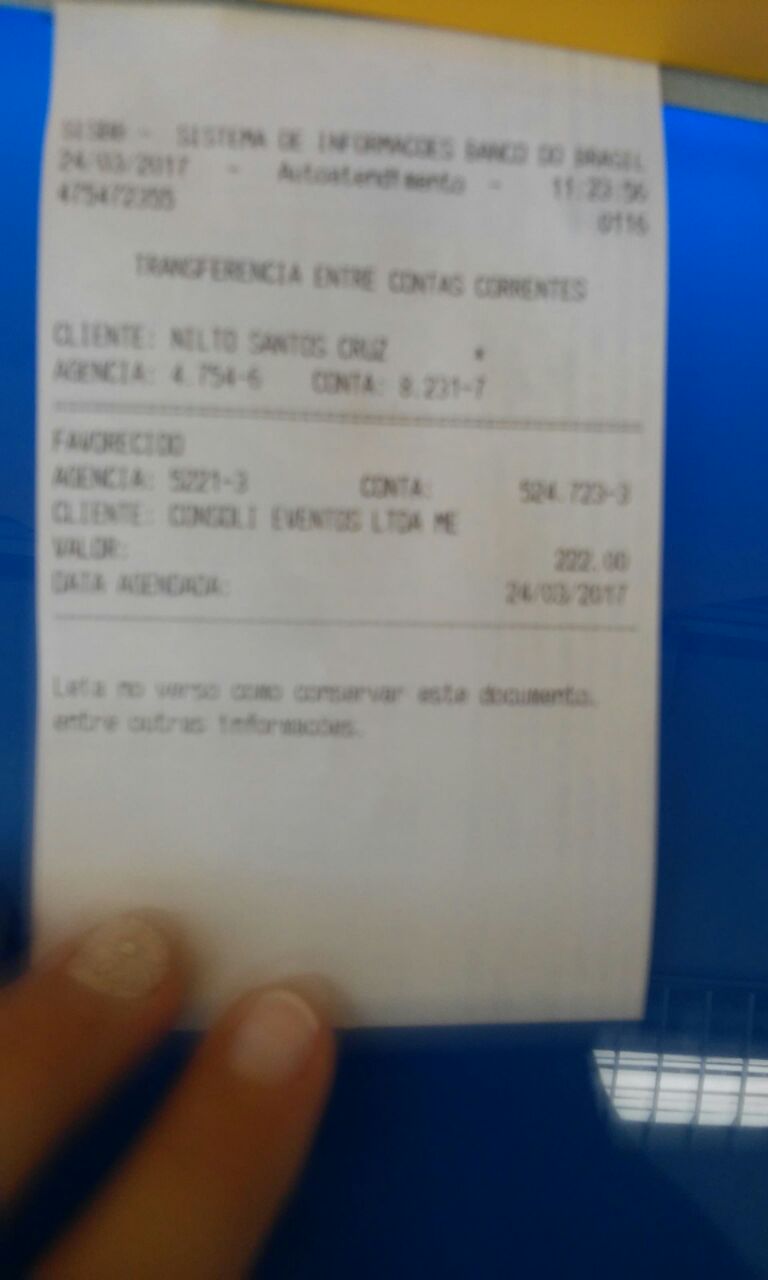 SISBB - SISTEMA DE INFORMACOES BANCO DO BRASIL
24/03/2017 - Autoatendimento - 11:23:56
475472355 0116
TRANSFERENCIA ENTRE CONTAS CORRENTES
CLIENTE: NILTO SANTOS CRUZ *
AGENCIA: 4.754-6 CONTA: 8.231-7
FAVORECIDO
AGENCIA: 5221-3 CONTA: 524.723-3
CLIENTE: CONSOLI EVENTOS LTDA ME
VALOR: 222,00
DATA AGENDADA: 24/03/2017
Leia no verso como conservar este documento,
entre outras informacoes.